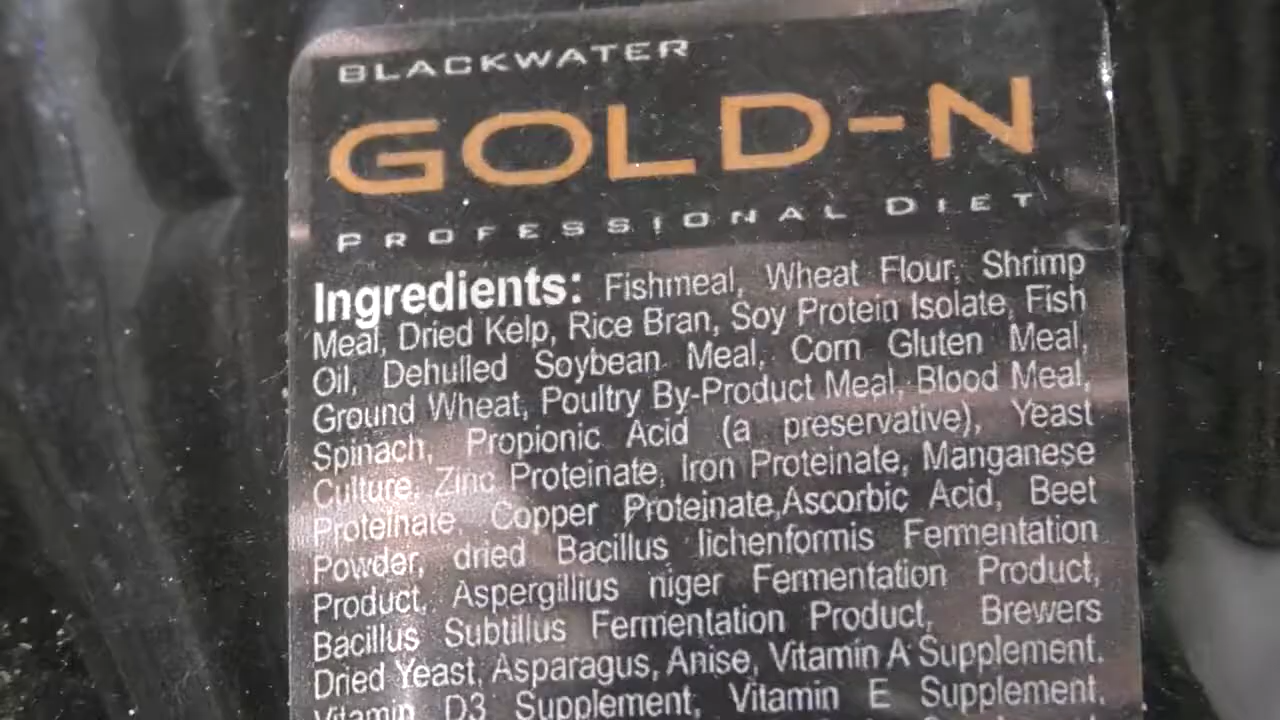 BLACKWATER
GOLD-N
PROFESSIONAL DIET
Ingredients: Fishmeal, Wheat Flour, Shrimp
Meal, Dried Kelp, Rice Bran, Soy Protein Isolate, Fish
Oil, Dehulled Soybean Meal, Corn Gluten Meal,
Ground Wheat, Poultry By-Product Meal, Blood Meal,
Spinach, Propionic Acid (a preservative), Yeast
Culture, Zinc Proteinate, Iron Proteinate, Manganese
Proteinate, Copper Proteinate,Ascorbic Acid, Beet
Powder, dried Bacillus lichenformis Fermentation
Product, Aspergillius niger Fermentation Product,
Bacillus Subtillus Fermentation Product, Brewers
Dried Yeast, Asparagus, Anise, Vitamin A Supplement,
Vitamin D3 Supplement, Vitamin E Supplement,